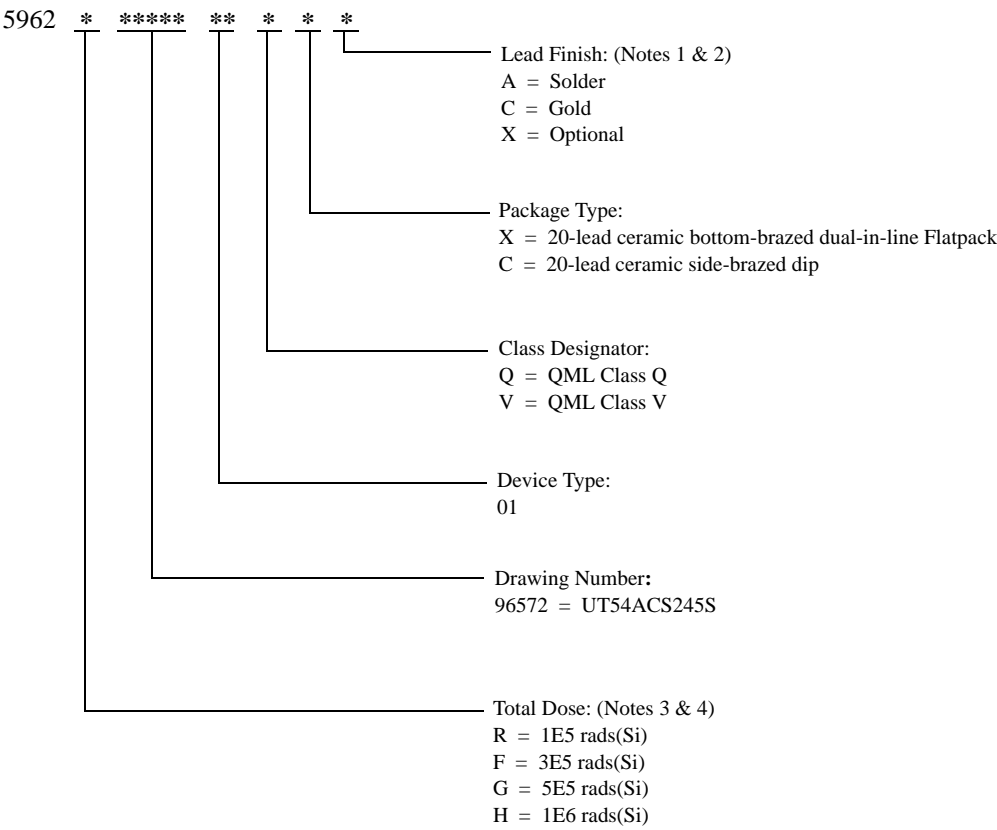 5962 * ***** ** * * *
Lead Finish: (Notes 1 & 2)
A = Solder
C = Gold
X = Optional
Package Type:
X = 20-lead ceramic bottom-brazed dual-in-line Flatpack
C = 20-lead ceramic side-brazed dip
Class Designator:
Q = QML Class Q
V = QML Class V
Device Type:
01
Drawing Number:
96572 = UT54ACS245S
Total Dose: (Notes 3 & 4)
R = 1E5 rads(Si)
F = 3E5 rads(Si)
G = 5E5 rads(Si)
H = 1E6 rads(Si)